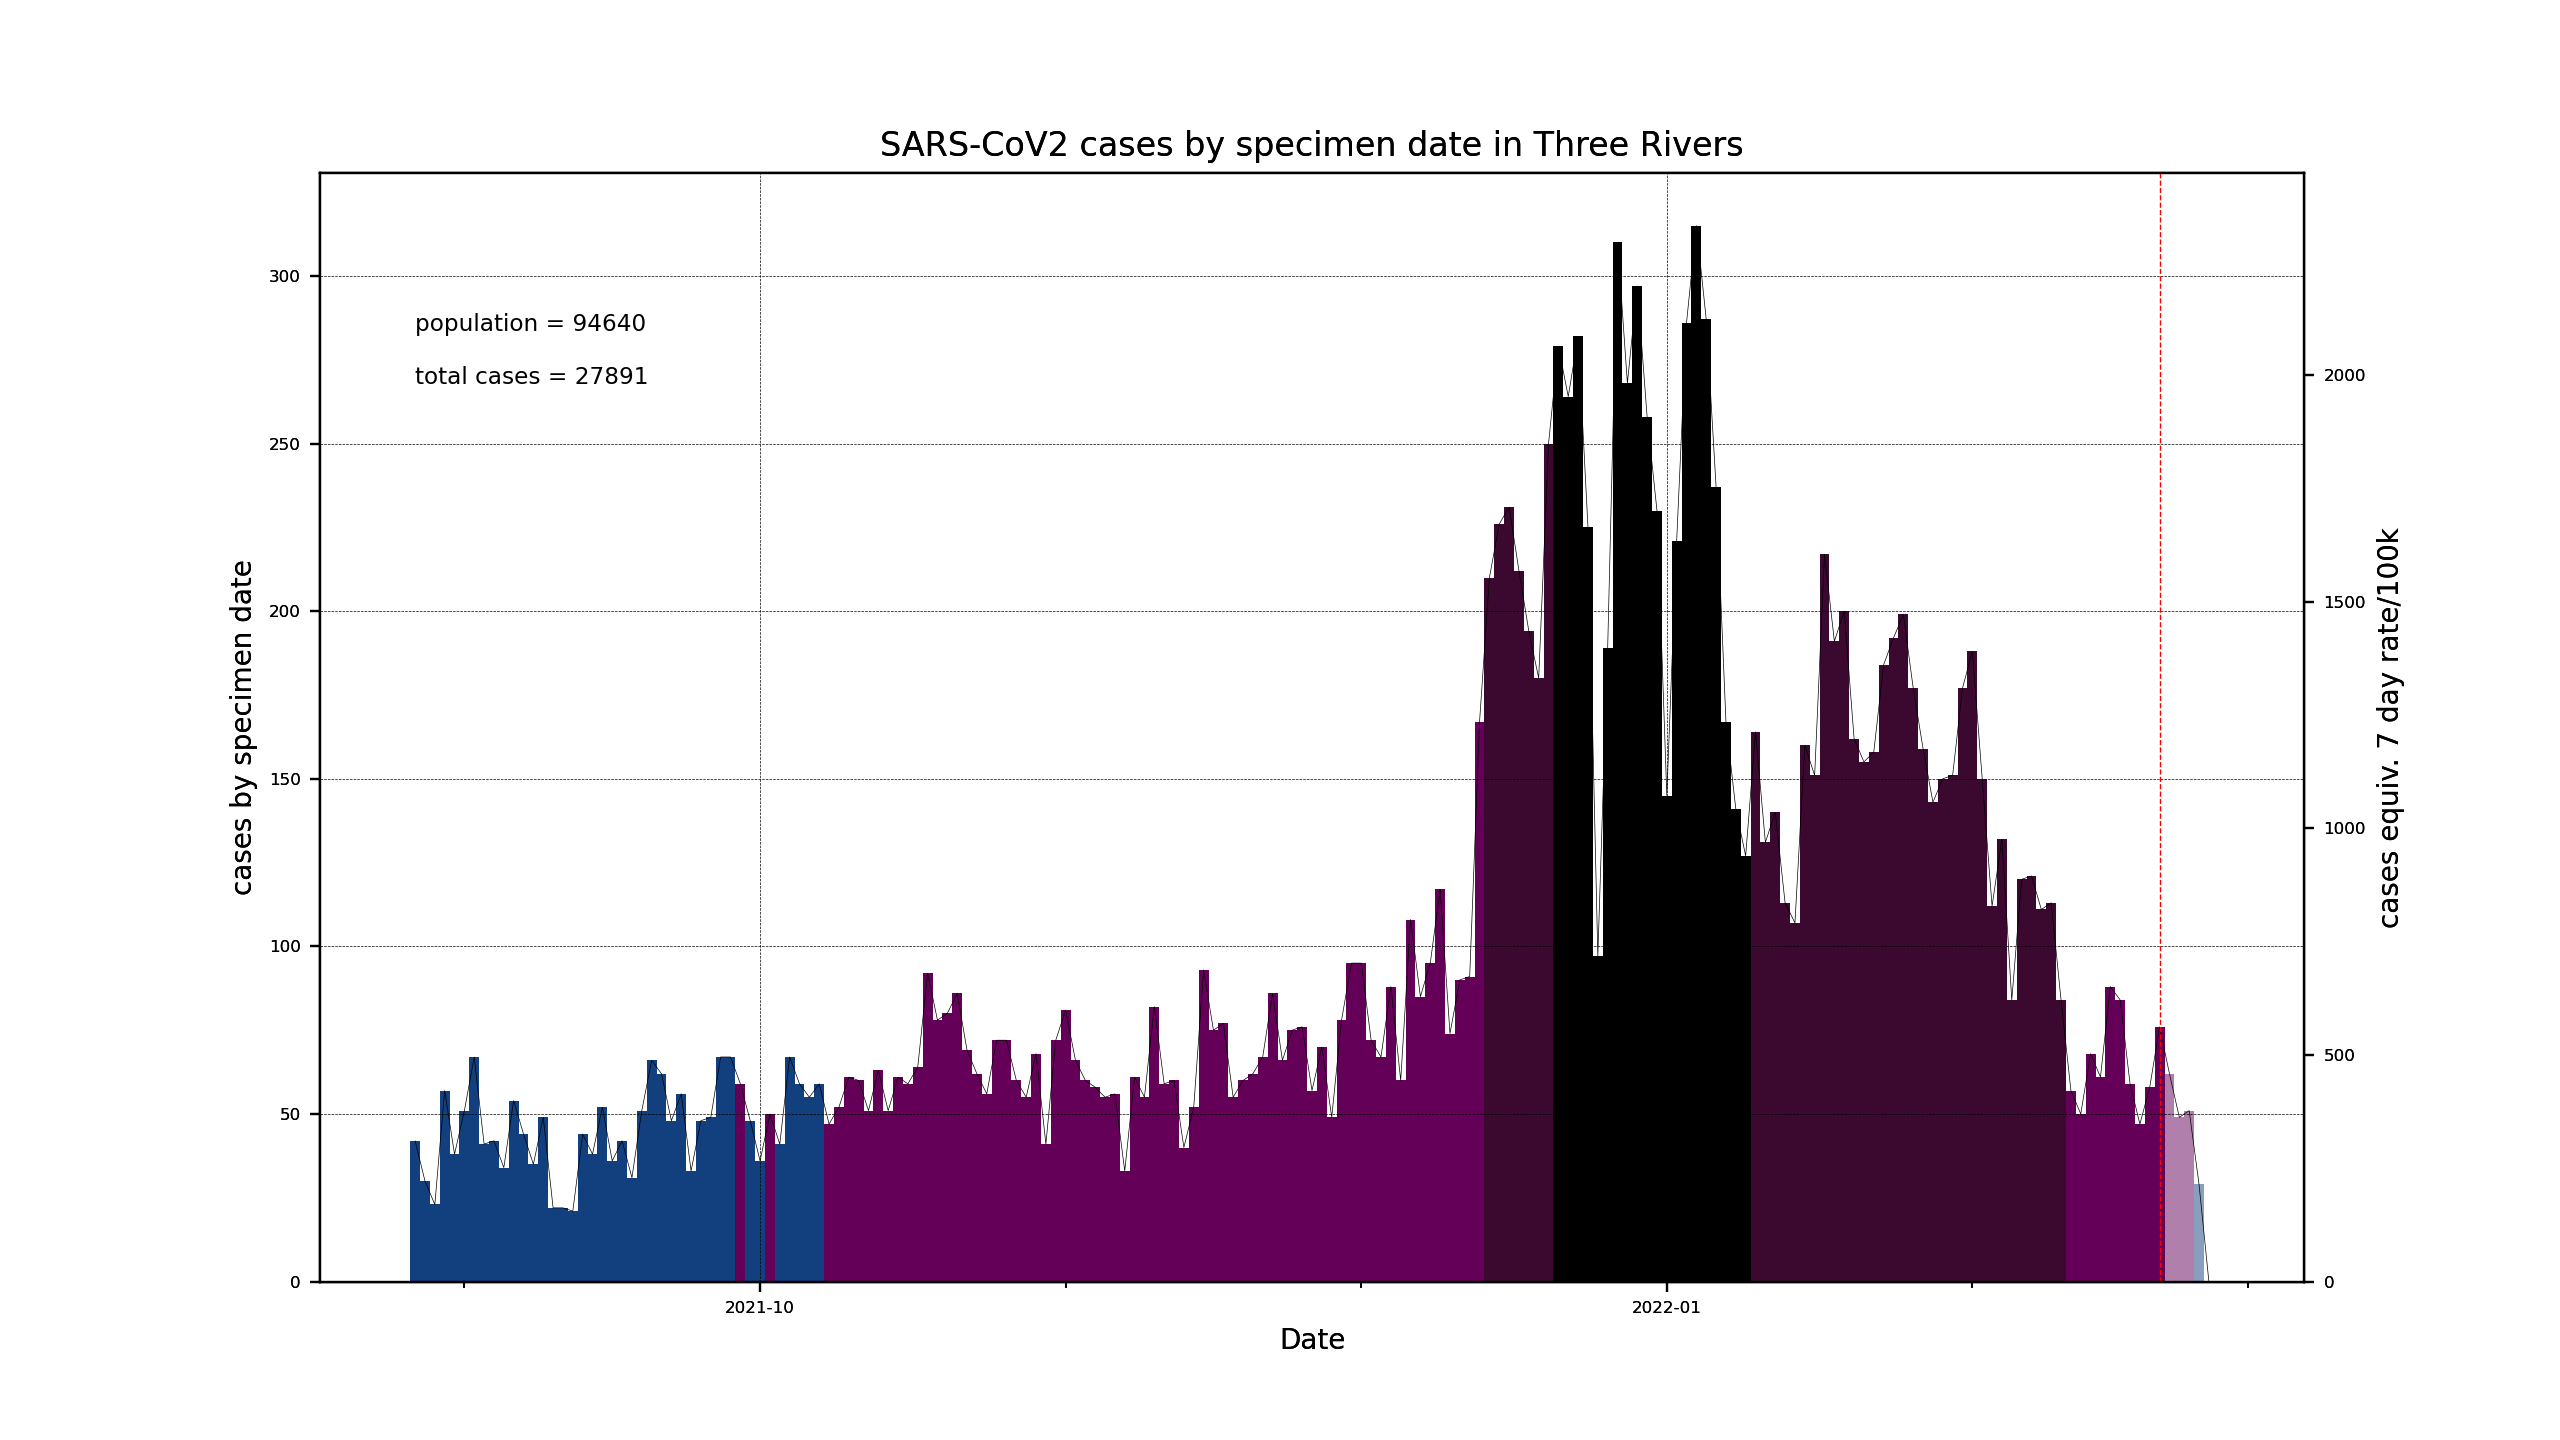 SARS-CoV2 cases by specimen date in Three Rivers
population = 94640
total cases = 27891
cases by specimen date
300
250
200
150
100
50
0
2000
1500
1000
500
0
cases equiv. 7 day rate/100k
2021-10
2022-01
Date